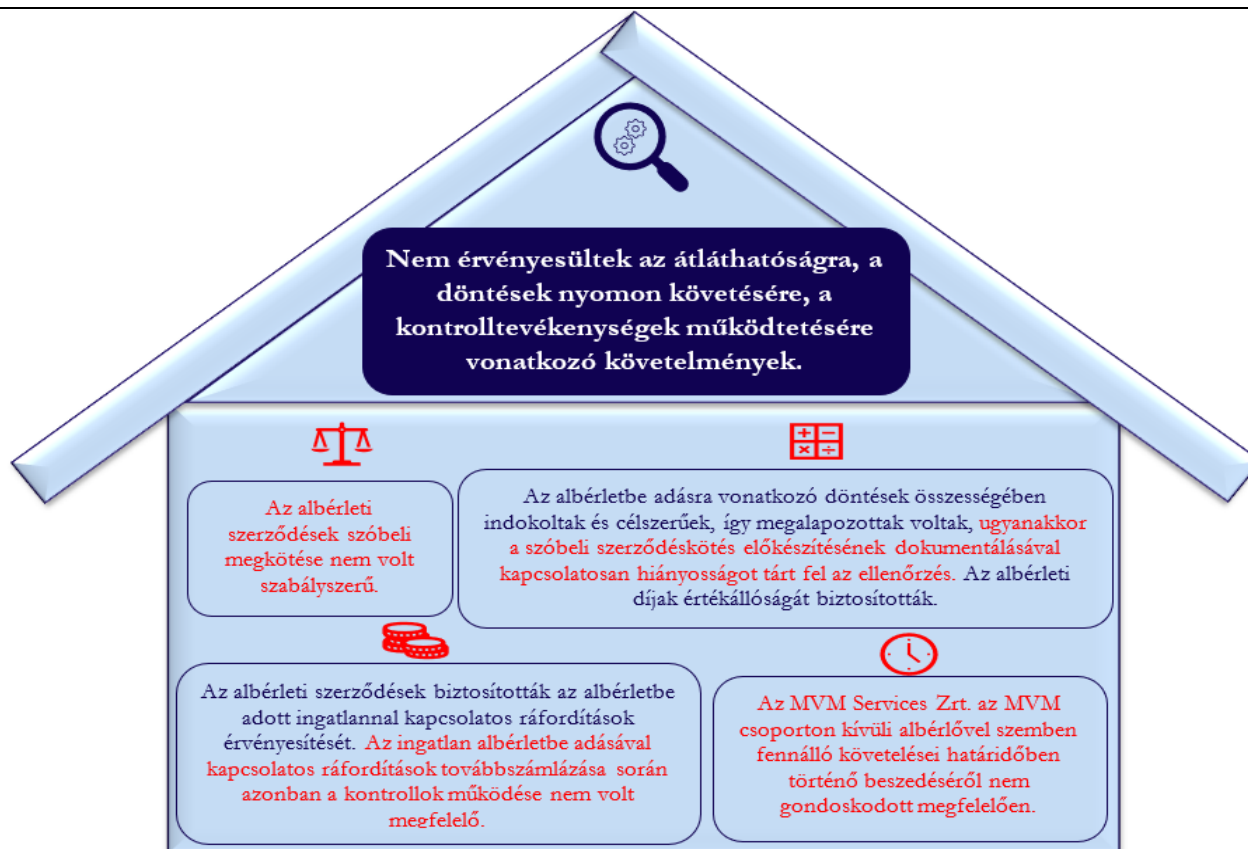 Nem érvényesültek az átláthatóságra, a
döntések nyomon követésére, a
kontrolltevékenységek működtetésére
vonatkozó követelmények.
Az albérleti
szerződések szóbeli
megkötése nem volt
szabályszerű.
Az albérletbe adásra vonatkozó döntések összességében
indokoltak és célszerűek, így megalapozottak voltak, ugyanakkor
a szóbeli szerződéskötés előkészítésének dokumentálásával
kapcsolatosan hiányosságot tárt fel az ellenőrzés. Az albérleti
díjak értékállóságát biztosították.
Az albérleti szerződések biztosították az albérletbe
adott ingatlannal kapcsolatos ráfordítások
érvényesítését. Az ingatlan albérletbe adásával
kapcsolatos ráfordítások továbbszámlázása során
azonban a kontrollok működése nem volt
megfelelő.
Az MVM Services Zrt. az MVM
csoporton kívüli albérlővel szemben
fennálló követelései határidőben
történő beszedéséről nem
gondoskodott megfelelően.